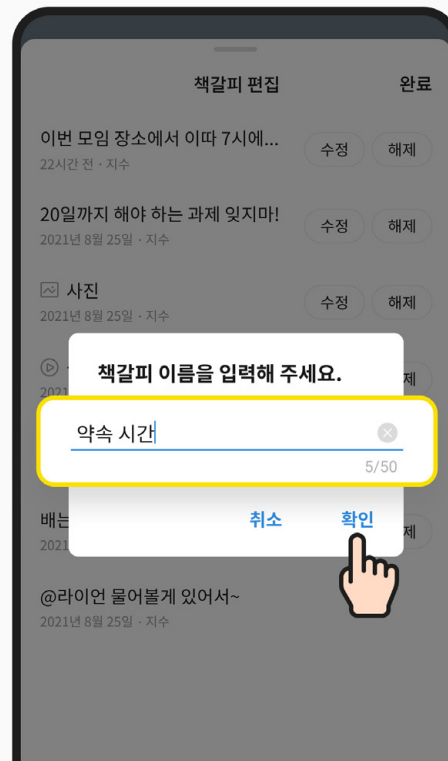 책갈피 편집 완료
이번 모임 장소에서 이따 7시에... 수정 해제
22시간 전 · 지수
20일까지 해야 하는 과제 잊지마! 수정 해제
2021년 8월 25일 · 지수
사진 수정 해제
2021년 8월 25일 · 지수
책갈피 이름을 입력해 주세요.
제
2021
약속 시간
5/50
배는
취소 확인
제
2021
@라이언 물어볼게 있어서~
2021년 8월 25일 · 지수